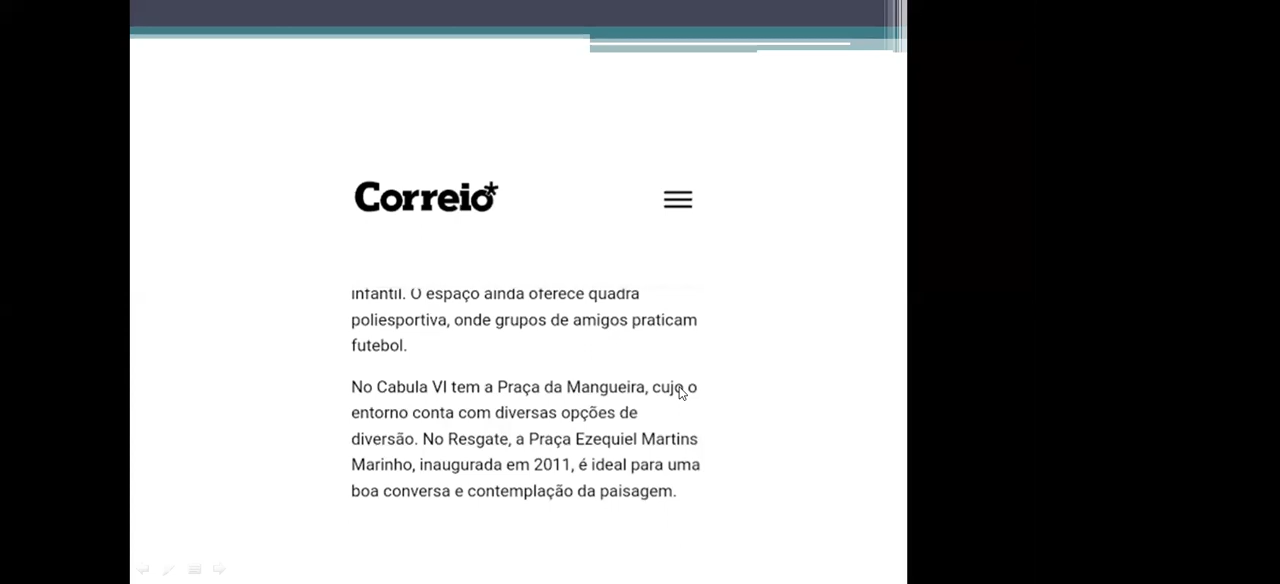 Correio*
infantil. O espaço ainda oferece quadra
poliesportiva, onde grupos de amigos praticam
futebol.
No Cabula VI tem a Praça da Mangueira, cujo o
entorno conta com diversas opções de
diversão. No Resgate, a Praça Ezequiel Martins
Marinho, inaugurada em 2011, é ideal para uma
boa conversa e contemplação da paisagem.